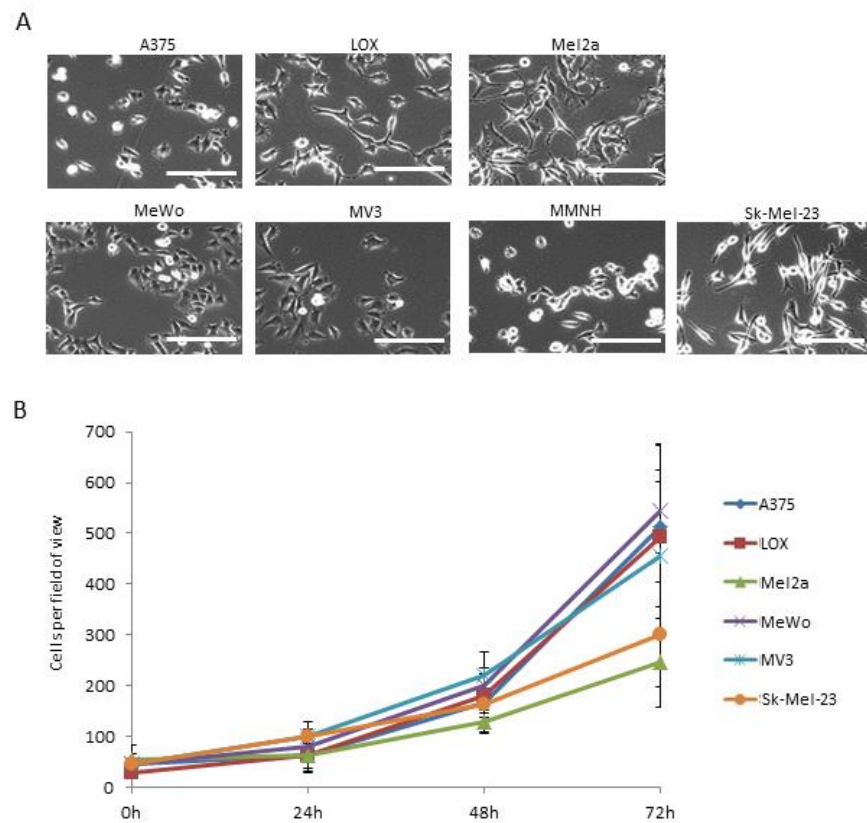 A
A375
LOX
Mel2a
MeWo
MV3
MMNH
Sk-Mel-23
B
700
600
500
400
300
200
100
0
Cells per field of view
0h
24h
48h
72h
A375
LOX
Mel2a
MeWo
MV3
Sk-Mel-23